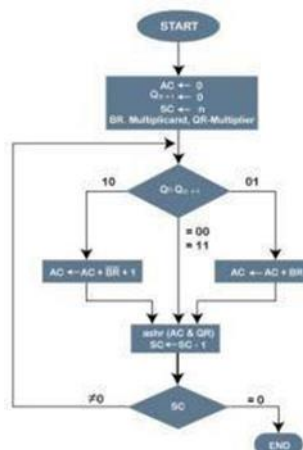 START
AC ← 0
Qn+1 ← 0
SC ← n
BR. Multiplicand, QR-Multiplier
Qn Qn+1
10
01
= 00
= 11
AC ← AC + B̅R̅ + 1
AC ← AC + BR
ashr (AC & QR)
SC ← SC - 1
≠0
SC
= 0
END